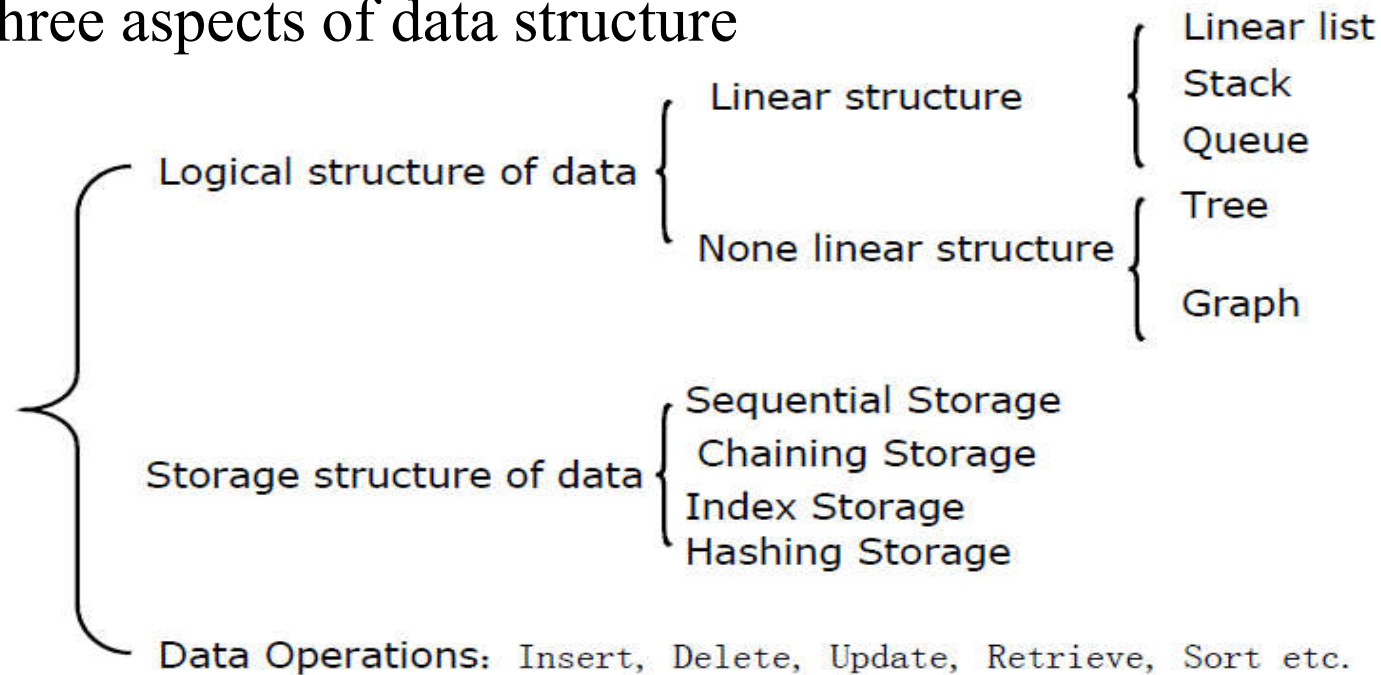 hree aspects of data structure
Linear list
Linear structure
Stack
Queue
Logical structure of data
None linear structure
Tree
Graph
Storage structure of data
Sequential Storage
Chaining Storage
Index Storage
Hashing Storage
Data Operations: Insert, Delete, Update, Retrieve, Sort etc.